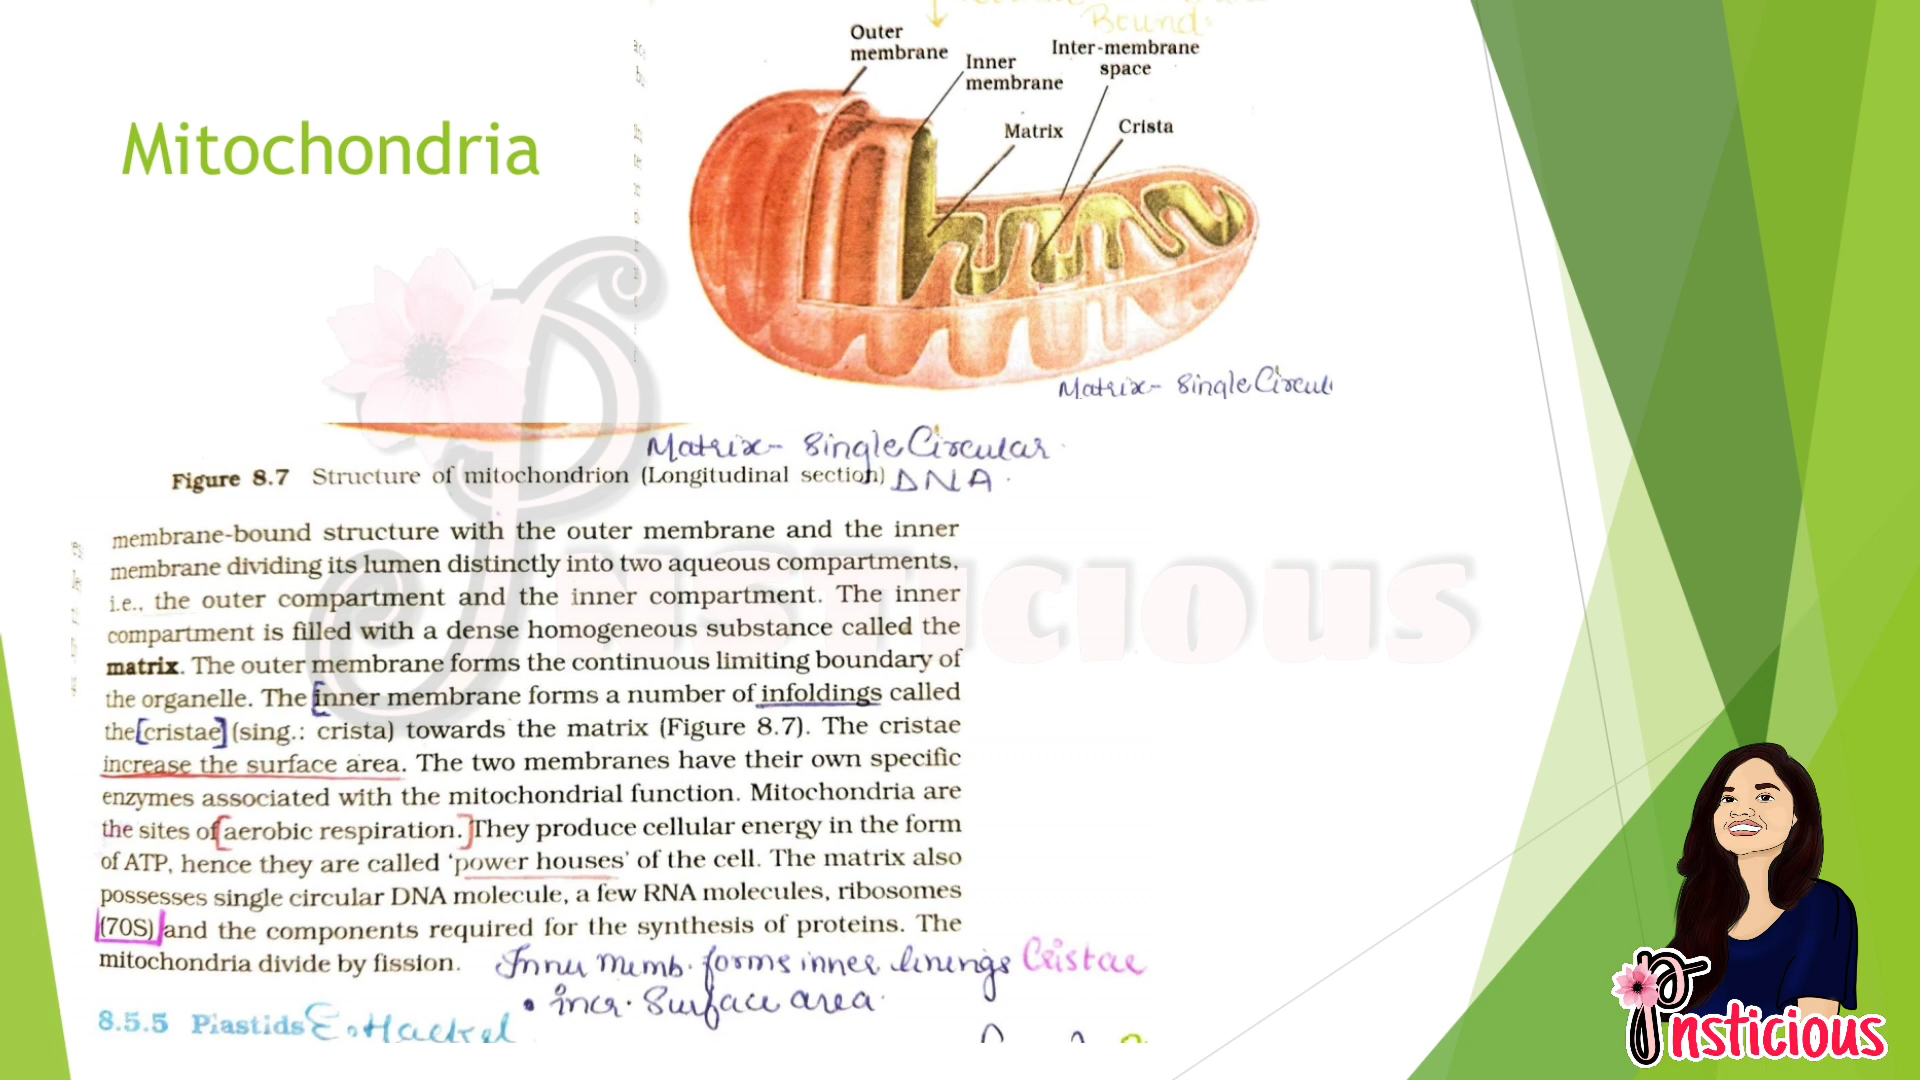 Bound
Outer
membrane
Inner
membrane
Inter-membrane
space
Matrix
Crista
Mitochondria
Matrix- Single Circul
Matrix- Single Circular
Figure 8.7 Structure of mitochondrion (Longitudinal section) DNA.
membrane-bound structure with the outer membrane and the inner
membrane dividing its lumen distinctly into two aqueous compartments,
i.e., the outer compartment and the inner compartment. The inner
compartment is filled with a dense homogeneous substance called the
matrix. The outer membrane forms the continuous limiting boundary of
the organelle. The [inner membrane forms a number of infoldings called
the [cristae] (sing.: crista) towards the matrix (Figure 8.7). The cristae
increase the surface area. The two membranes have their own specific
enzymes associated with the mitochondrial function. Mitochondria are
the sites of [aerobic respiration.] They produce cellular energy in the form
of ATP, hence they are called 'power houses' of the cell. The matrix also
possesses single circular DNA molecule, a few RNA molecules, ribosomes
(70S) and the components required for the synthesis of proteins. The
mitochondria divide by fission.
Inner memb. forms inner linings Cristae
• incr. Surface area.
8.5.5 Plastids E. Hackel
Insticious
Insticious